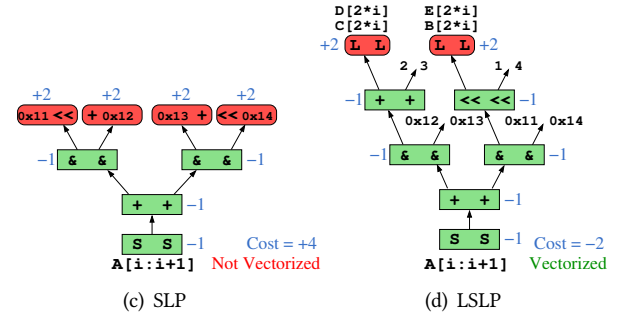 D[2*i] E[2*i]
C[2*i] B[2*i]
+2 L L L L +2
2 3 1 4
+2 +2 +2 +2
-1 + + << << -1
0x11 << + 0x12 0x13 + << 0x14
0x12 0x13 0x11 0x14
-1 & & & & -1 -1 & & & & -1
+ + -1 + + -1
S S -1 Cost = +4 S S -1 Cost = −2
A[i:i+1] Not Vectorized A[i:i+1] Vectorized
(c) SLP (d) LSLP